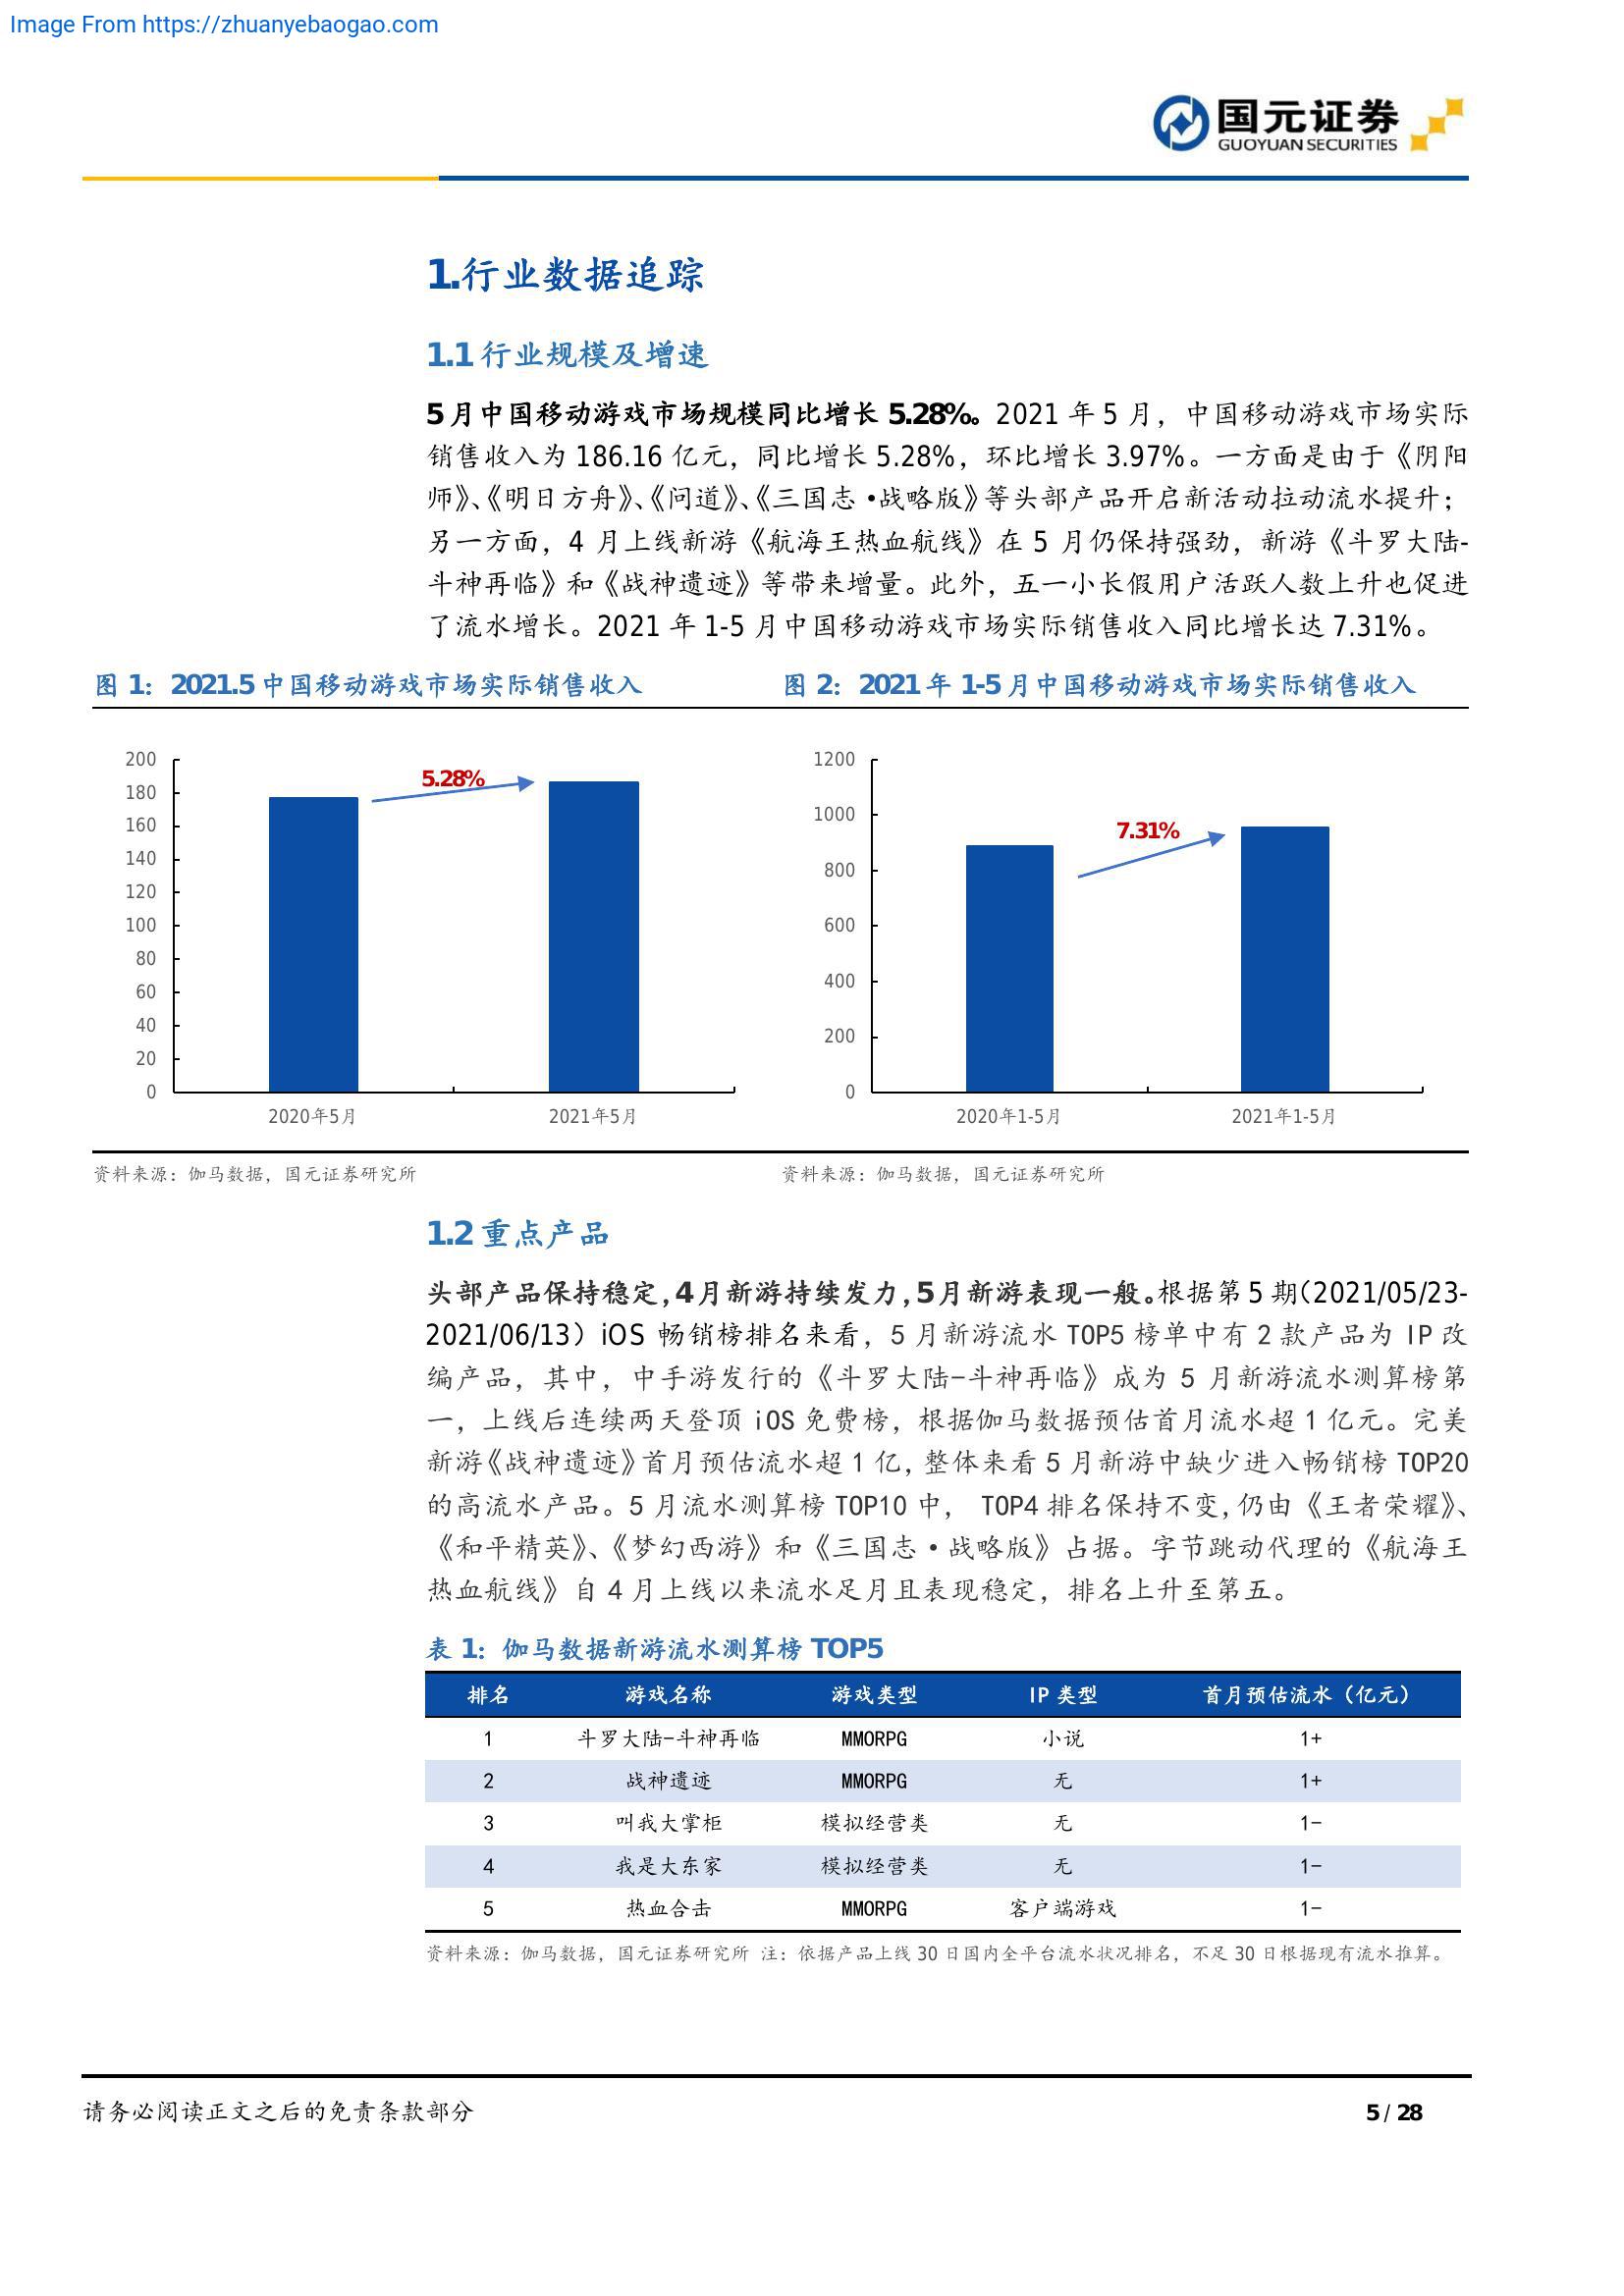 Image From https://zhuanyebaogao.com
国元证券
GUOYUAN SECURITIES
1.行业数据追踪
1.1 行业规模及增速
5 月中国移动游戏市场规模同比增长 5.28%。2021 年 5 月，中国移动游戏市场实际
销售收入为 186.16 亿元，同比增长 5.28%，环比增长 3.97%。一方面是由于《阴阳
师》、《明日方舟》、《问道》、《三国志·战略版》等头部产品开启新活动拉动流水提升；
另一方面，4 月上线新游《航海王热血航线》在 5 月仍保持强劲，新游《斗罗大陆-
斗神再临》和《战神遗迹》等带来增量。此外，五一小长假用户活跃人数上升也促进
了流水增长。2021 年 1-5 月中国移动游戏市场实际销售收入同比增长达 7.31%。
图 1：2021.5 中国移动游戏市场实际销售收入
200
180
160
140
120
100
80
60
40
20
0
5.28%
2020年5月 2021年5月
资料来源：伽马数据，国元证券研究所
图 2：2021 年 1-5 月中国移动游戏市场实际销售收入
1200
1000
800
600
400
200
0
7.31%
2020年1-5月 2021年1-5月
资料来源：伽马数据，国元证券研究所
1.2 重点产品
头部产品保持稳定，4月新游持续发力，5月新游表现一般。根据第 5 期（2021/05/23-
2021/06/13）iOS 畅销榜排名来看，5 月新游流水 TOP5 榜单中有 2 款产品为 IP 改
编产品，其中，中手游发行的《斗罗大陆-斗神再临》成为 5 月新游流水测算榜第
一，上线后连续两天登顶 iOS 免费榜，根据伽马数据预估首月流水超 1 亿元。完美
新游《战神遗迹》首月预估流水超 1 亿，整体来看 5 月新游中缺少进入畅销榜 TOP20
的高流水产品。5 月流水测算榜 TOP10 中， TOP4 排名保持不变，仍由《王者荣耀》、
《和平精英》、《梦幻西游》和《三国志·战略版》占据。字节跳动代理的《航海王
热血航线》自 4 月上线以来流水足月且表现稳定，排名上升至第五。
表 1：伽马数据新游流水测算榜 TOP5
排名 游戏名称 游戏类型 IP 类型 首月预估流水（亿元）
1 斗罗大陆-斗神再临 MMORPG 小说 1+
2 战神遗迹 MMORPG 无 1+
3 叫我大掌柜 模拟经营类 无 1-
4 我是大东家 模拟经营类 无 1-
5 热血合击 MMORPG 客户端游戏 1-
资料来源：伽马数据，国元证券研究所 注：依据产品上线 30 日国内全平台流水状况排名，不足 30 日根据现有流水推算。
请务必阅读正文之后的免责条款部分
5 / 28